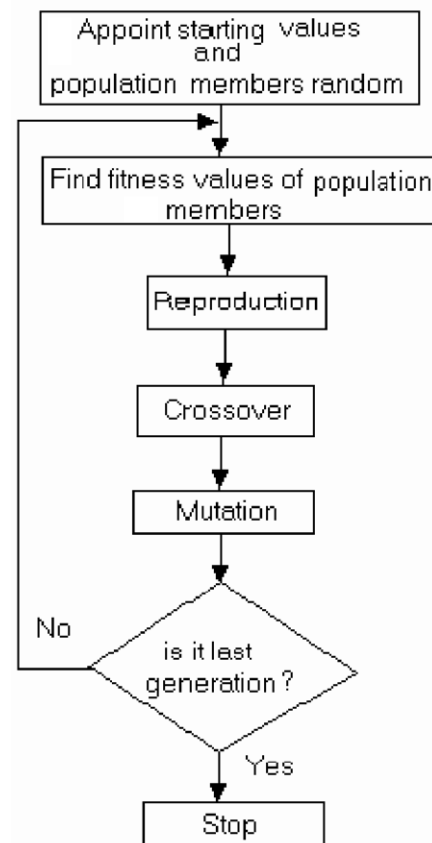 Appoint starting values
and
population members random
Find fitness values of population
members
Reproduction
Crossover
Mutation
No
is it last
generation ?
Yes
Stop